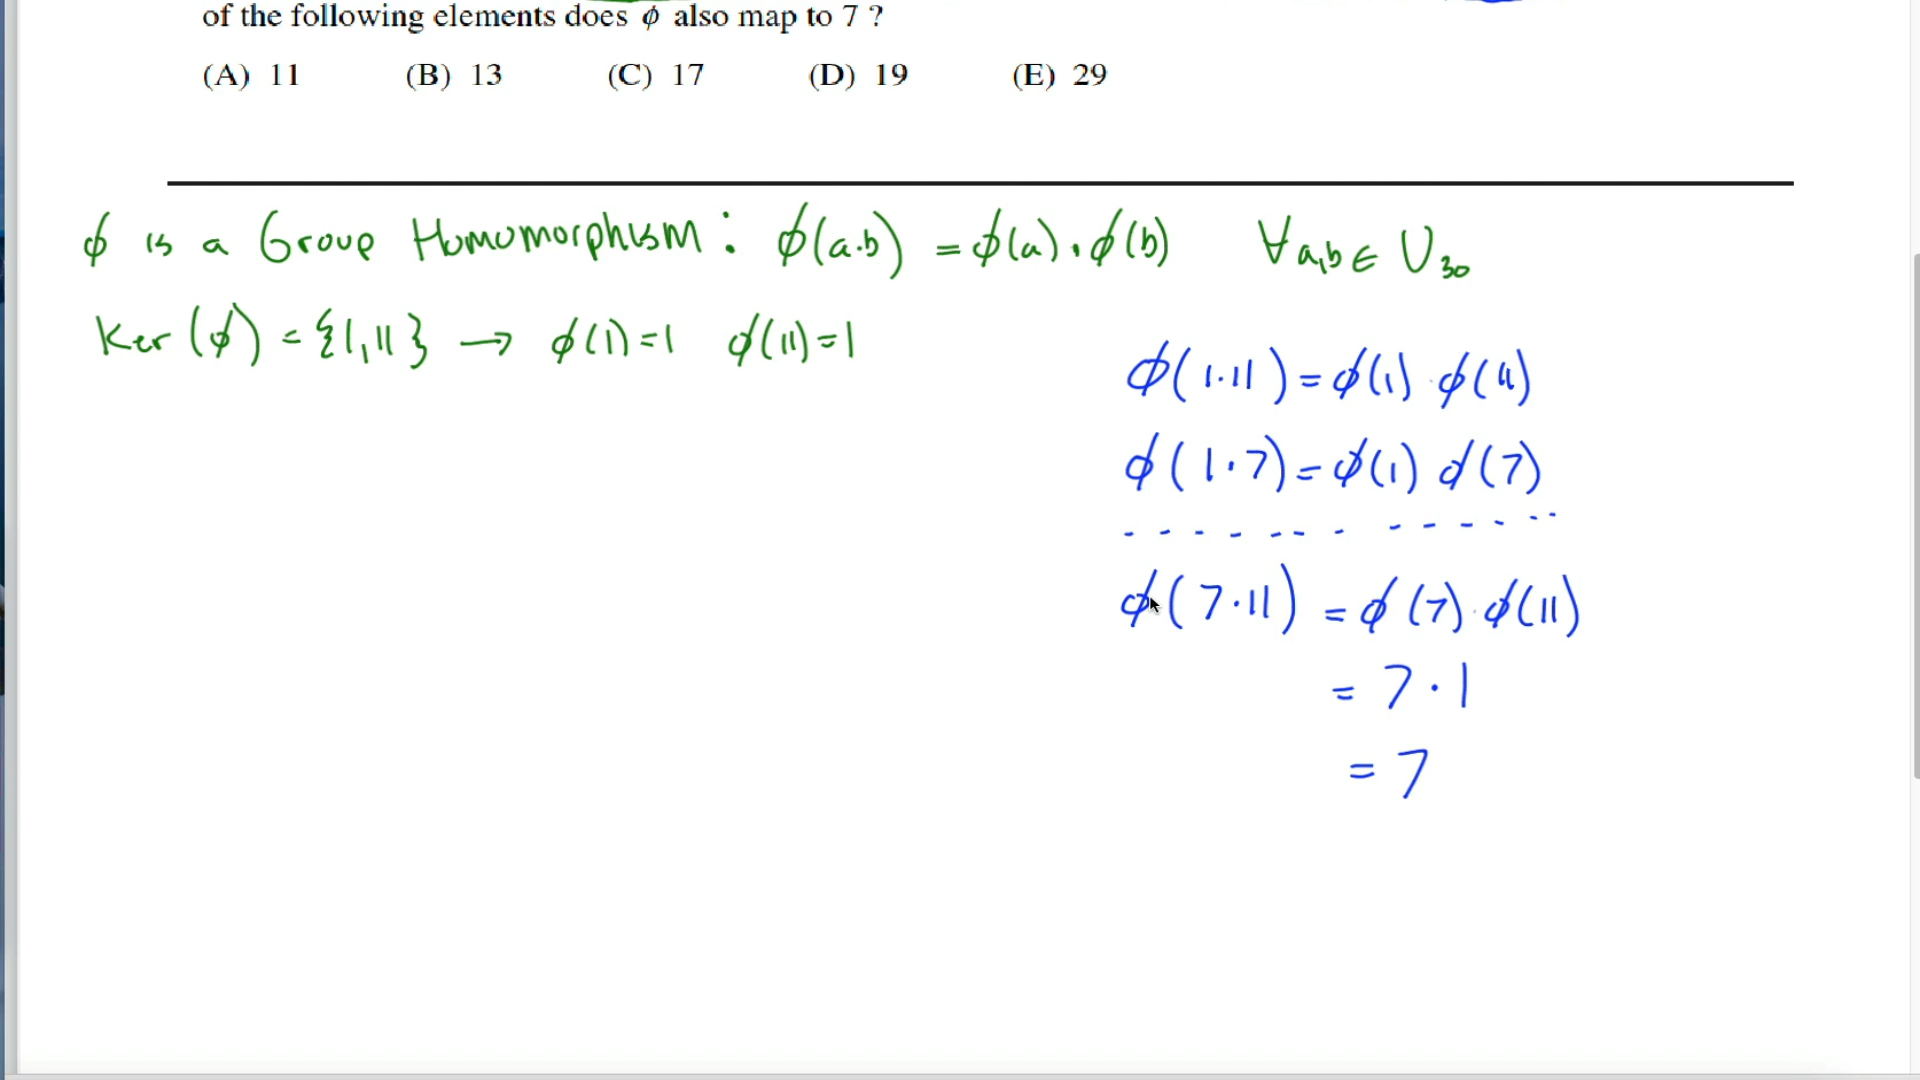 of the following elements does ϕ also map to 7 ?
(A) 11 (B) 13 (C) 17 (D) 19 (E) 29
ϕ is a Group Homomorphism : ϕ(a·b) = ϕ(a) · ϕ(b) ∀ a,b ∈ U₃₀
Ker (ϕ) = {1,11} → ϕ(1)=1 ϕ(11)=1
ϕ(1·11) = ϕ(1) · ϕ(11)
ϕ(1·7) = ϕ(1) ϕ(7)
ϕ(7·11) = ϕ(7) · ϕ(11)
= 7 · 1
= 7